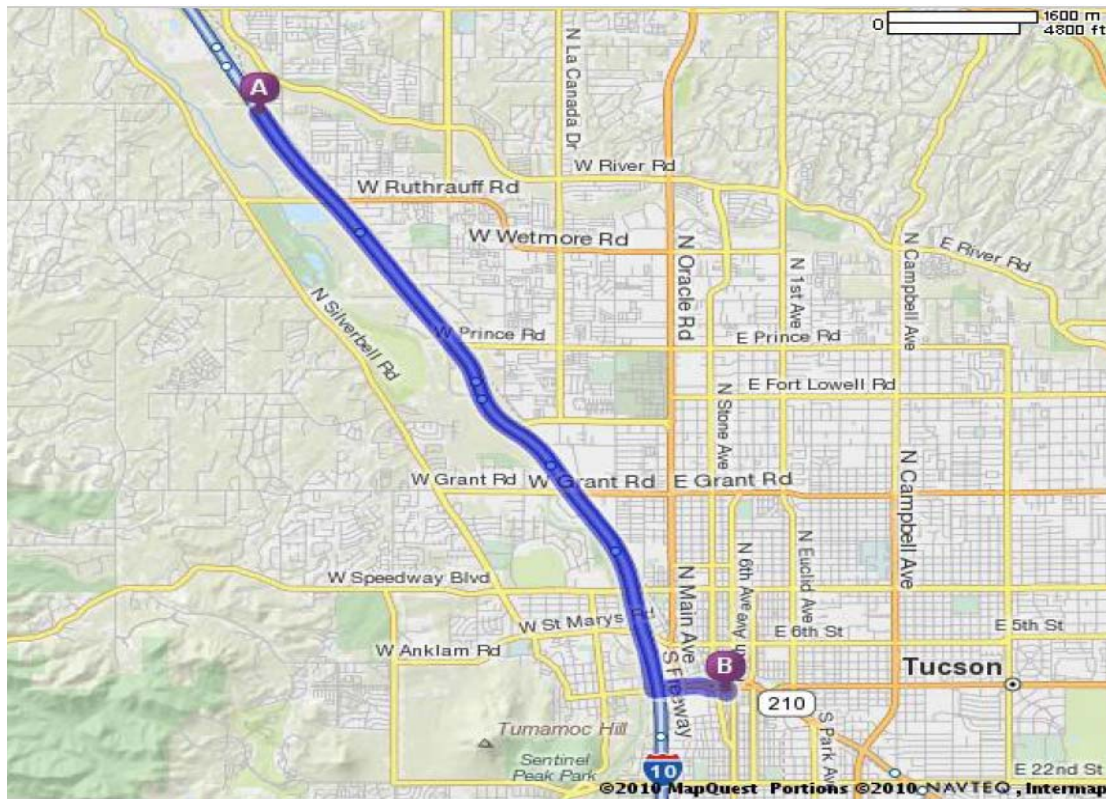 0
1600 m
4800 ft
A
N La Canada Dr
W River Rd
W Ruthrauff Rd
W Wetmore Rd
N Oracle Rd
N 1st Ave
N Campbell Ave
E River Rd
N Silverbell Rd
W Prince Rd
E Prince Rd
E Fort Lowell Rd
N Stone Ave
W Grant Rd
W Grant Rd
E Grant Rd
N Campbell Ave
N 6th Ave
N Euclid Ave
W Speedway Blvd
N Main Ave
W St Marys
E 6th St
E 5th St
W Anklam Rd
S Freeway
B
Tucson
210
Tumamoc Hill
S Park Ave
Sentinel
Peak Park
10
E 22nd St
©2010 MapQuest Portions ©2010 NAVTEQ, Intermap